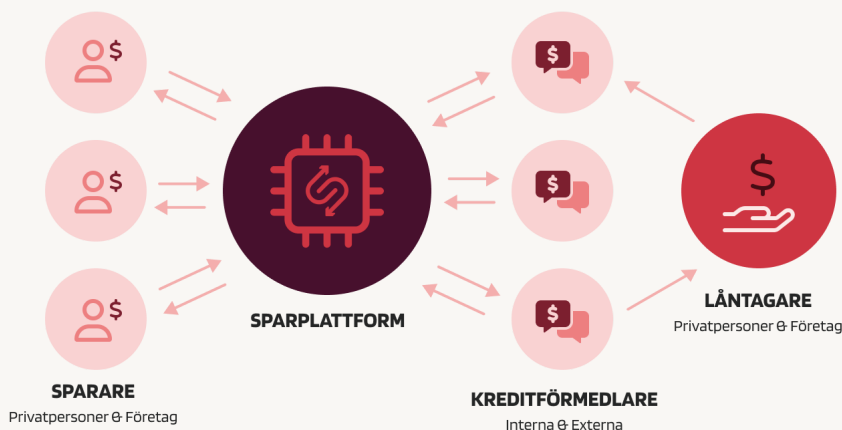 SPARPLATTFORM
SPARARE
Privatpersoner & Företag
KREDITFÖRMEDLARE
Interna & Externa
LÅNTAGARE
Privatpersoner & Företag